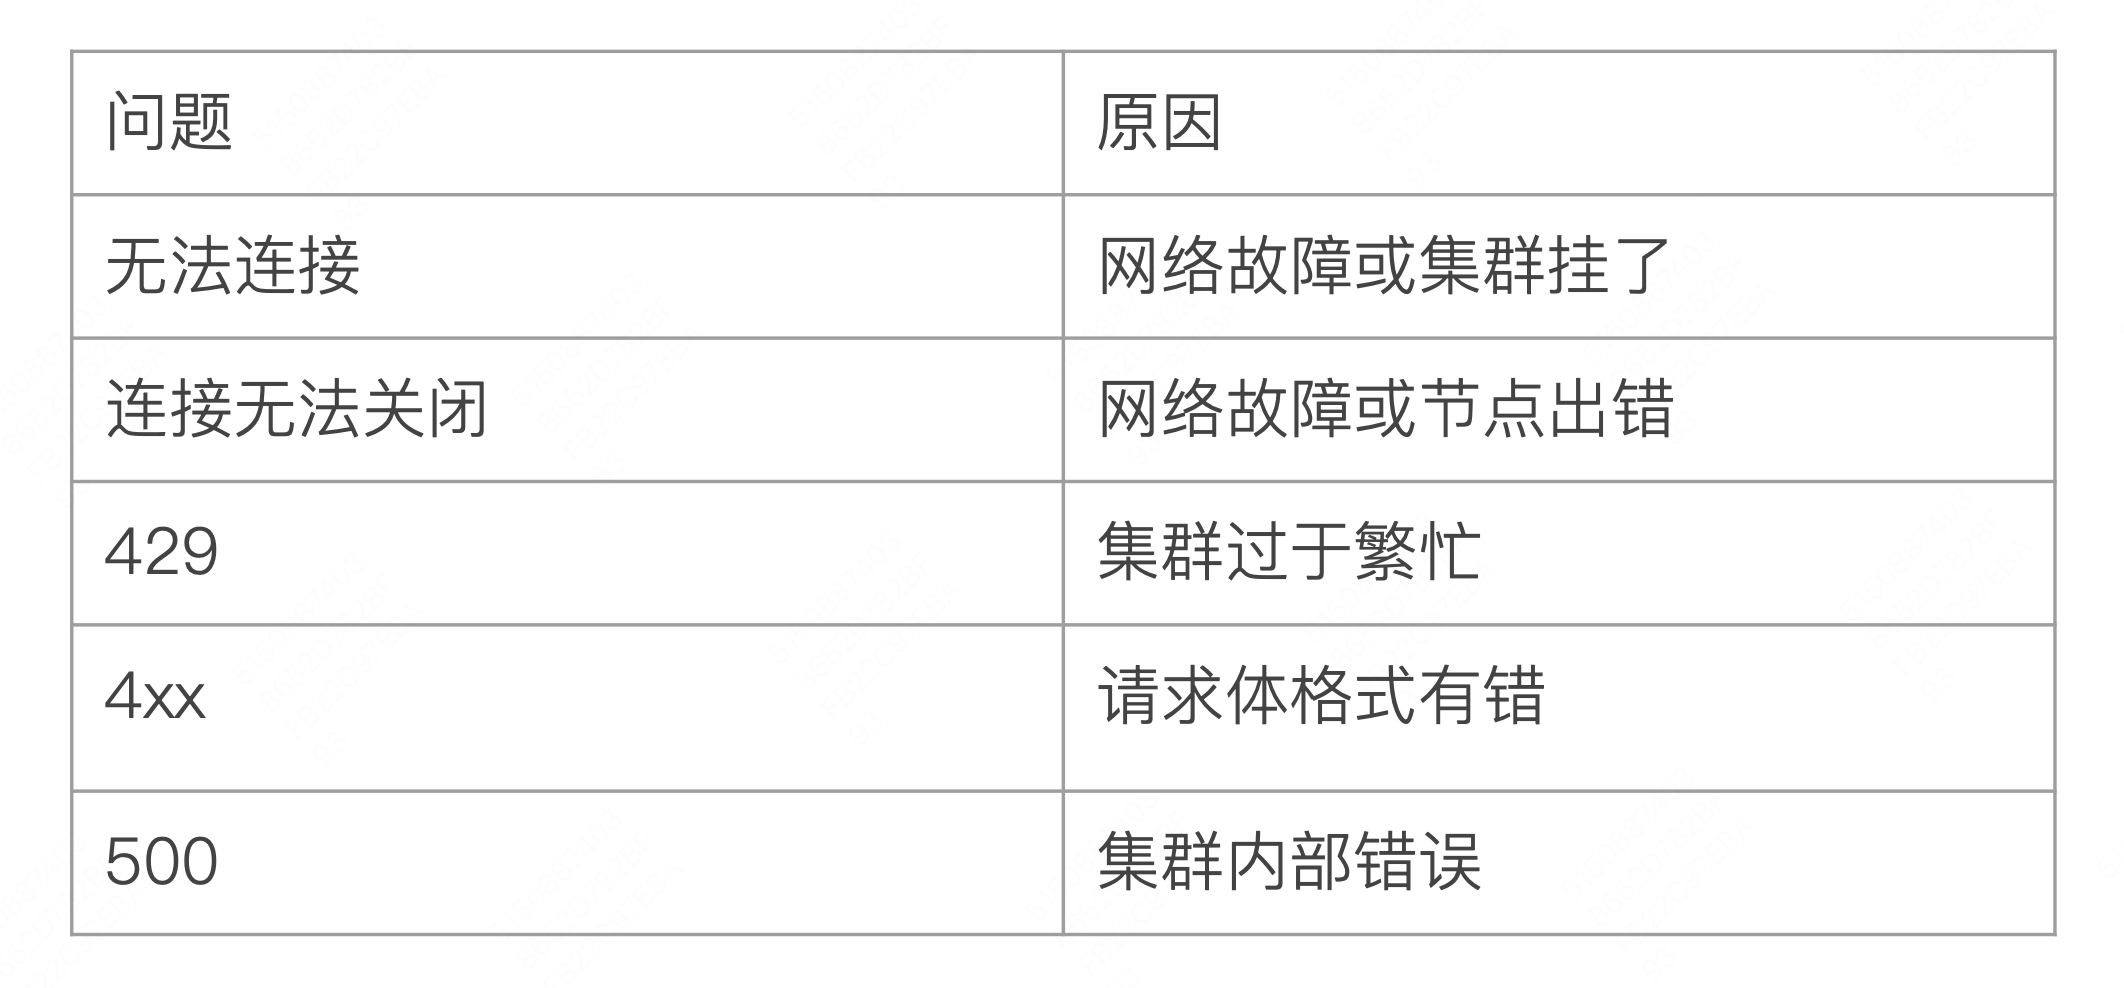 问题
原因
无法连接
网络故障或集群挂了
连接无法关闭
网络故障或节点出错
429
集群过于繁忙
4xx
请求体格式有错
500
集群内部错误